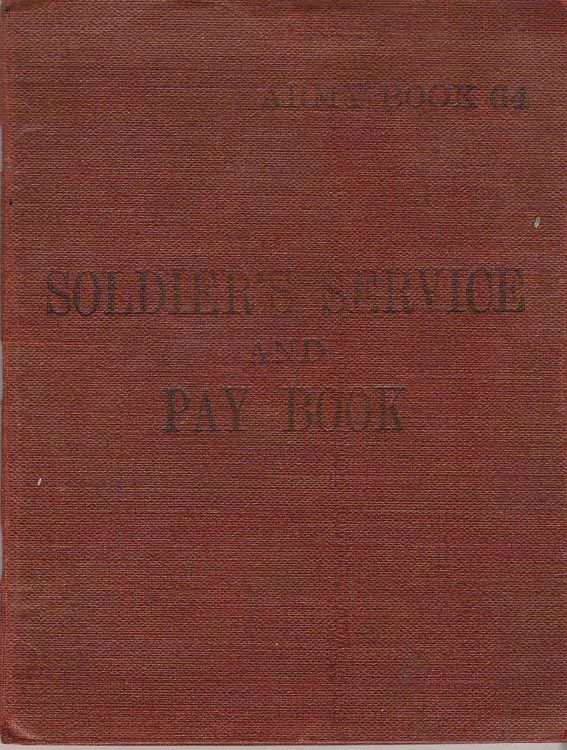 ARMY BOOK 64
SOLDIER'S SERVICE
AND
PAY BOOK